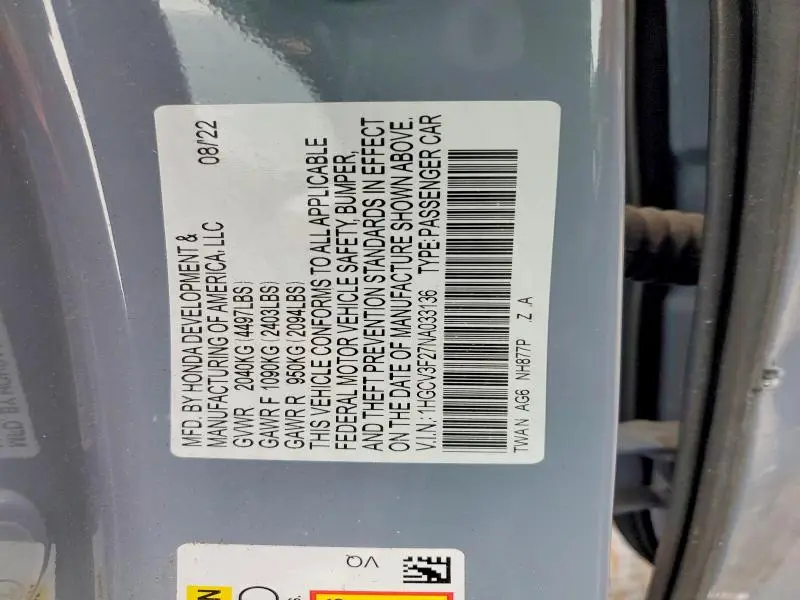 MFD. BY HONDA DEVELOPMENT & 08/22
MANUFACTURING OF AMERICA, LLC
GVWR 2040KG (4497LBS)
GAWR F 1090KG (2403LBS)
GAWR R 950KG (2094LBS)
THIS VEHICLE CONFORMS TO ALL APPLICABLE
FEDERAL MOTOR VEHICLE SAFETY, BUMPER,
AND THEFT PREVENTION STANDARDS IN EFFECT
ON THE DATE OF MANUFACTURE SHOWN ABOVE.
V.I.N.: 1HGCV3F27NA033136 TYPE:PASSENGER CAR
TWAN AG6 NH877P Z .A
VQ